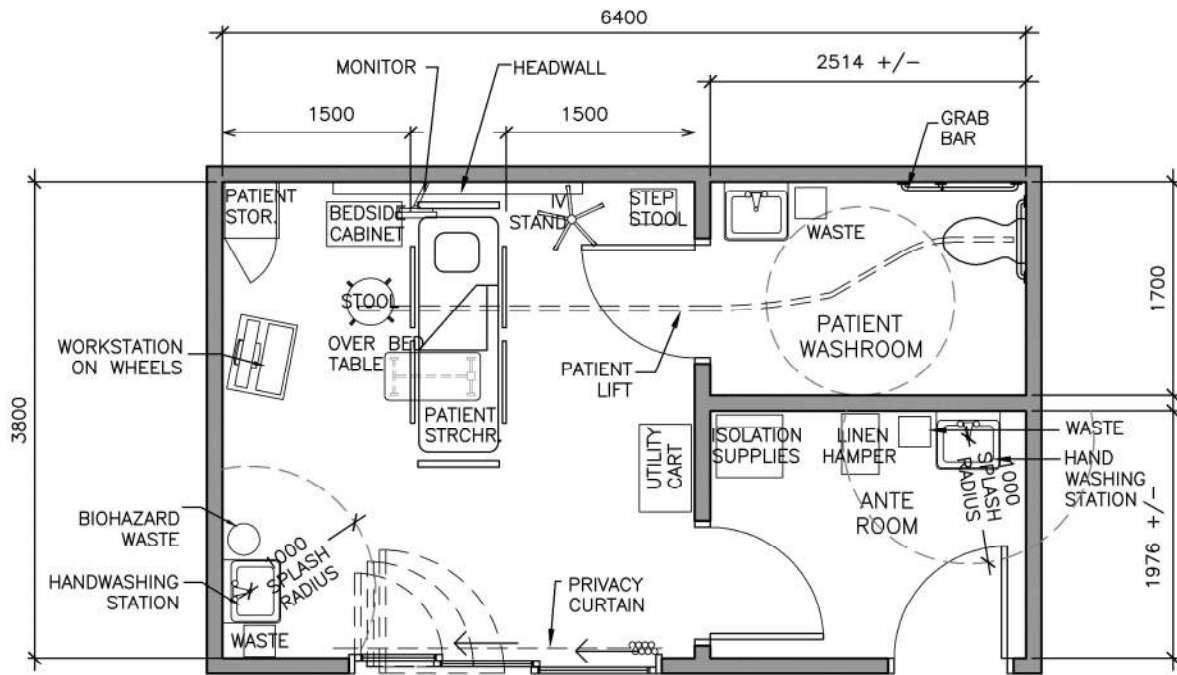 6400
2514 +/-
MONITOR
HEADWALL
1500
1500
GRAB
BAR
PATIENT
STOR.
BEDSIDE
CABINET
IV
STAND
STEP
STOOL
WASTE
STOOL
OVER BED
TABLE
WORKSTATION
ON WHEELS
PATIENT
WASHROOM
PATIENT
LIFT
1700
3800
PATIENT
STRCHR.
UTILITY
CART
ISOLATION
SUPPLIES
LINEN
HAMPER
WASTE
HAND
WASHING
STATION
1000
SPLASH
RADIUS
ANTE
ROOM
1976 +/-
BIOHAZARD
WASTE
1000
SPLASH
RADIUS
HANDWASHING
STATION
WASTE
PRIVACY
CURTAIN